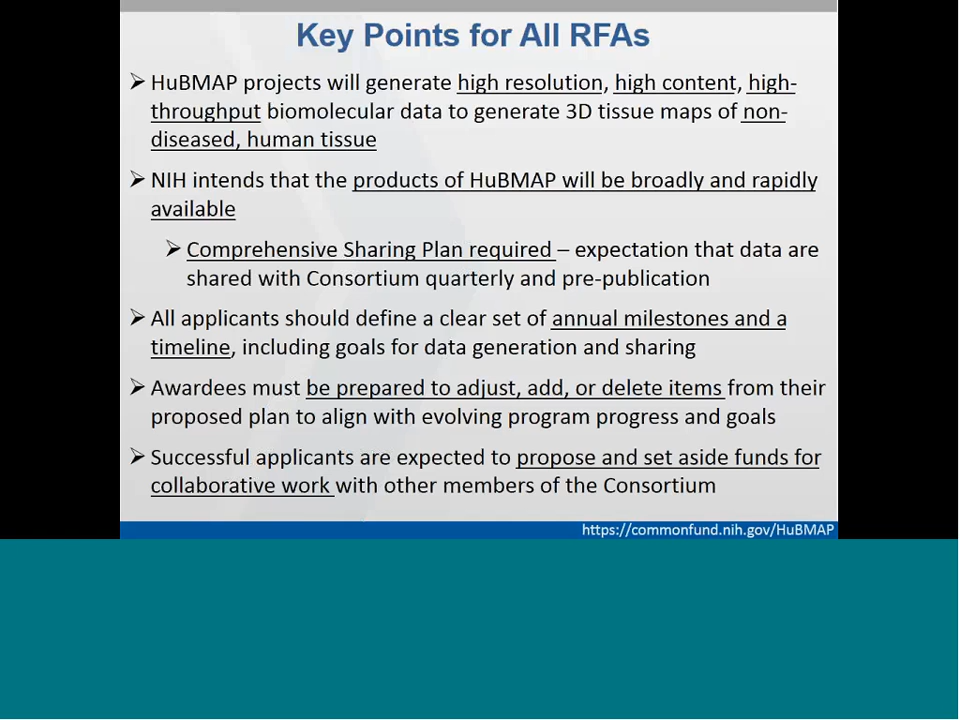 Key Points for All RFAs
➢ HuBMAP projects will generate high resolution, high content, high-
throughput biomolecular data to generate 3D tissue maps of non-
diseased, human tissue
➢ NIH intends that the products of HuBMAP will be broadly and rapidly
available
➢ Comprehensive Sharing Plan required – expectation that data are
shared with Consortium quarterly and pre-publication
➢ All applicants should define a clear set of annual milestones and a
timeline, including goals for data generation and sharing
➢ Awardees must be prepared to adjust, add, or delete items from their
proposed plan to align with evolving program progress and goals
➢ Successful applicants are expected to propose and set aside funds for
collaborative work with other members of the Consortium
https://commonfund.nih.gov/HuBMAP